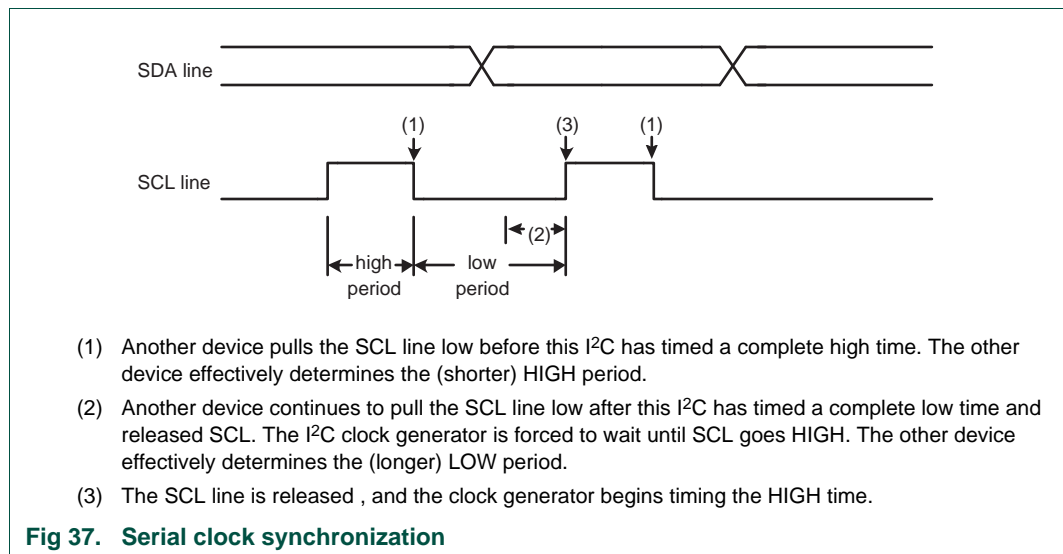 SDA line
(1)
(3)
(1)
SCL line
(2)
high
period
low
period
(1) Another device pulls the SCL line low before this I2C has timed a complete high time. The other
device effectively determines the (shorter) HIGH period.
(2) Another device continues to pull the SCL line low after this I2C has timed a complete low time and
released SCL. The I2C clock generator is forced to wait until SCL goes HIGH. The other device
effectively determines the (longer) LOW period.
(3) The SCL line is released , and the clock generator begins timing the HIGH time.
Fig 37. Serial clock synchronization